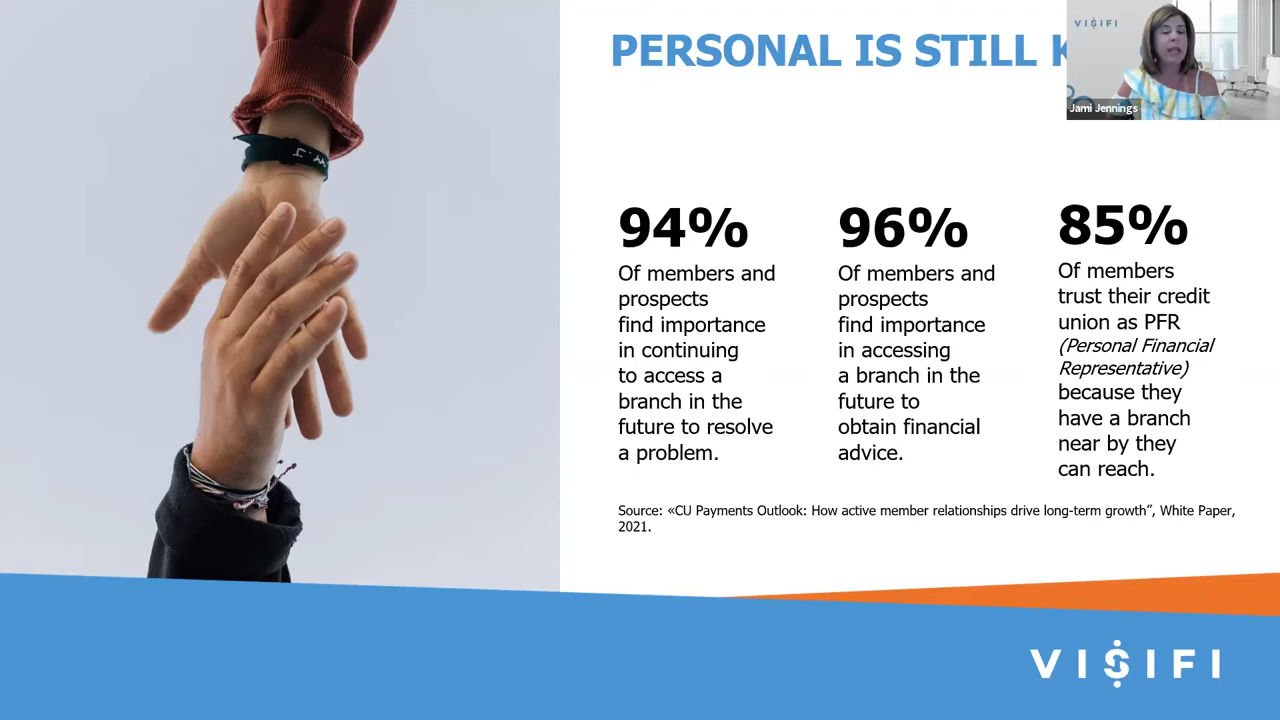 PERSONAL IS STILL
VISIFI
Jami Jennings
94%
Of members and
prospects
find importance
in continuing
to access a
branch in the
future to resolve
a problem.
96%
Of members and
prospects
find importance
in accessing
a branch in the
future to
obtain financial
advice.
85%
Of members
trust their credit
union as PFR
(Personal Financial
Representative)
because they
have a branch
near by they
can reach.
Source: «CU Payments Outlook: How active member relationships drive long-term growth”, White Paper,
2021.
VISIFI